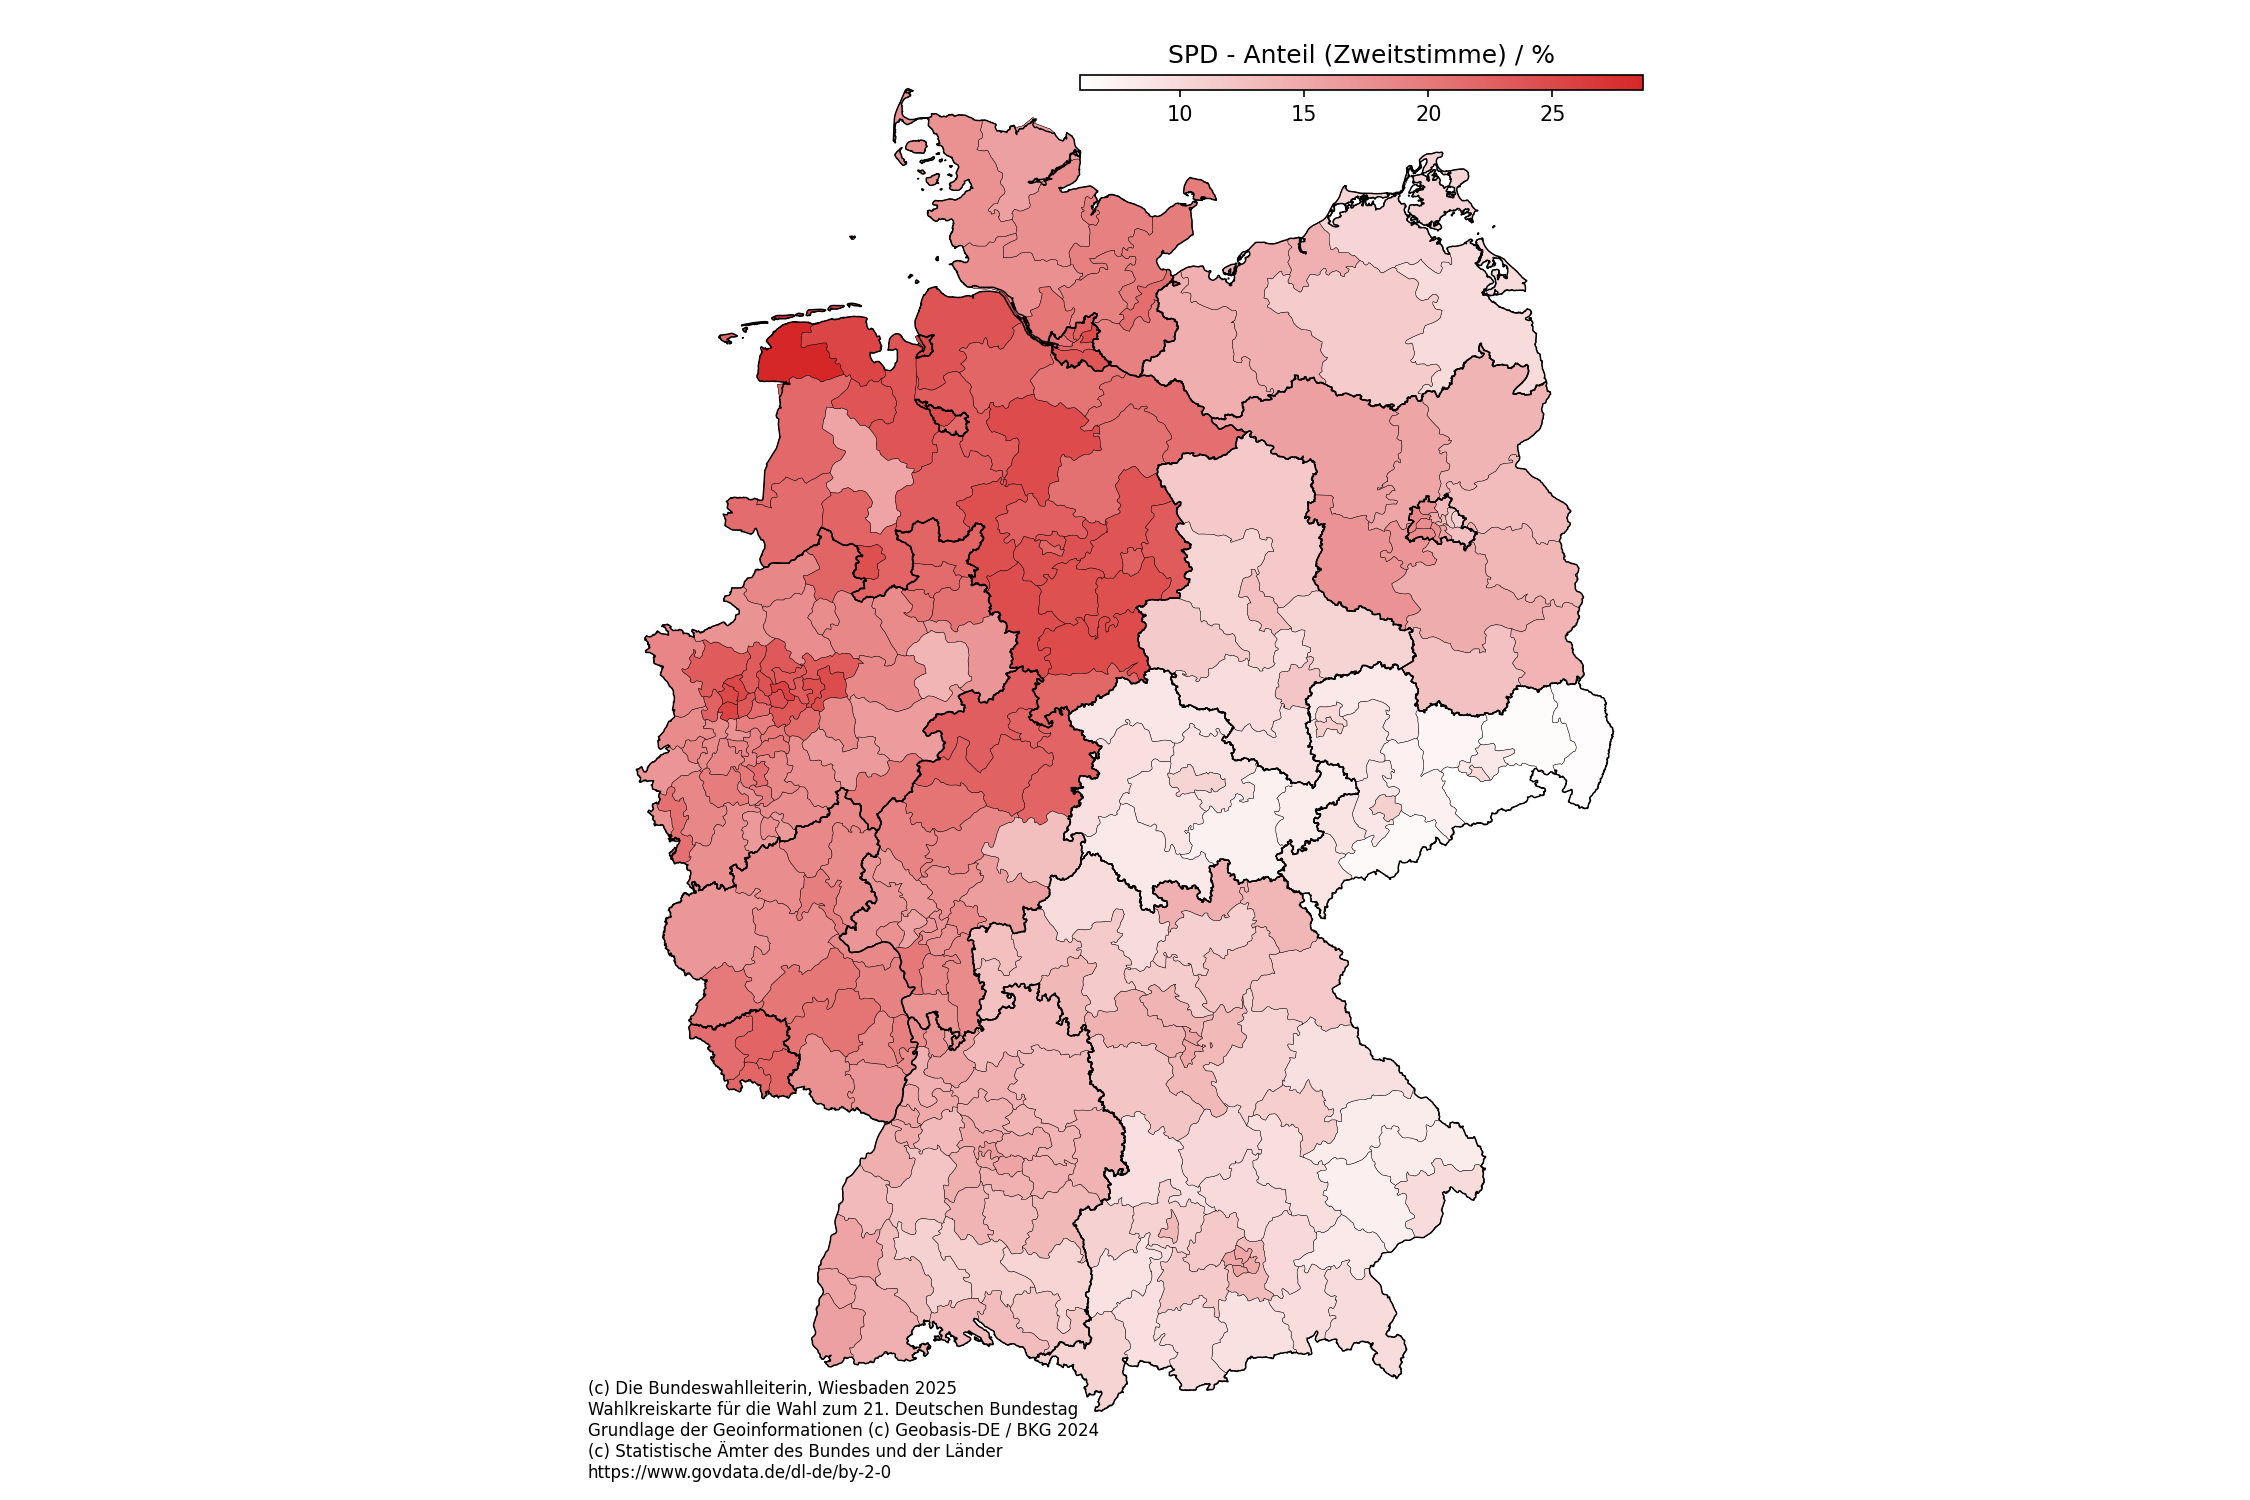 SPD - Anteil (Zweitstimme) / %
10 15 20 25
(c) Die Bundeswahlleiterin, Wiesbaden 2025
Wahlkreiskarte für die Wahl zum 21. Deutschen Bundestag
Grundlage der Geoinformationen (c) Geobasis-DE / BKG 2024
(c) Statistische Ämter des Bundes und der Länder
https://www.govdata.de/dl-de/by-2-0